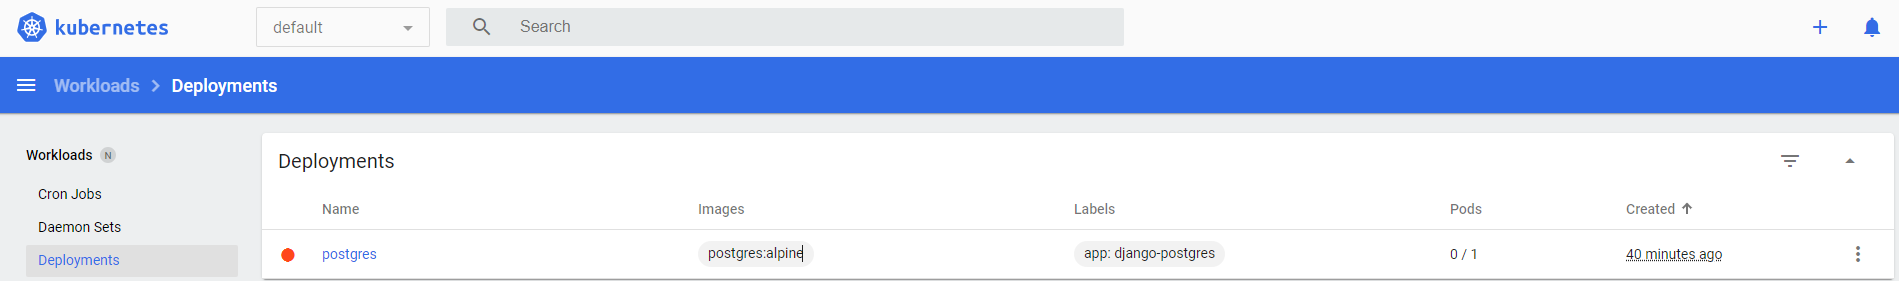 kubernetes
default
Search
Workloads > Deployments
Workloads N
Cron Jobs
Daemon Sets
Deployments
Deployments
Name Images Labels Pods Created
postgres postgres:alpine app: django-postgres 0 / 1 40 minutes ago